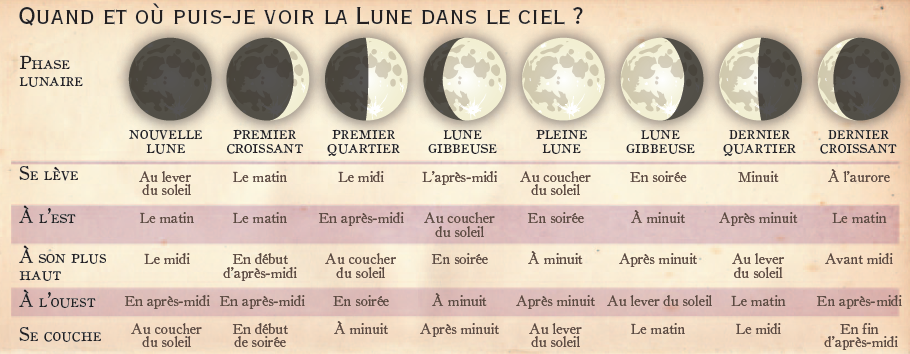 Quand et où puis-je voir la Lune dans le ciel ?
Phase lunaire
NOUVELLE LUNE
PREMIER CROISSANT
PREMIER QUARTIER
LUNE GIBBEUSE
PLEINE LUNE
LUNE GIBBEUSE
DERNIER QUARTIER
DERNIER CROISSANT
Se lève
Au lever du soleil
Le matin
Le midi
L'après-midi
Au coucher du soleil
En soirée
Minuit
À l'aurore
À l'est
Le matin
Le matin
En après-midi
Au coucher du soleil
En soirée
À minuit
Après minuit
Le matin
À son plus haut
Le midi
En début d'après-midi
Au coucher du soleil
En soirée
À minuit
Après minuit
Au lever du soleil
Avant midi
À l'ouest
En après-midi
En après-midi
En soirée
À minuit
Après minuit
Au lever du soleil
Le matin
En après-midi
Se couche
Au coucher du soleil
En début de soirée
À minuit
Après minuit
Au lever du soleil
Le matin
Le midi
En fin d'après-midi